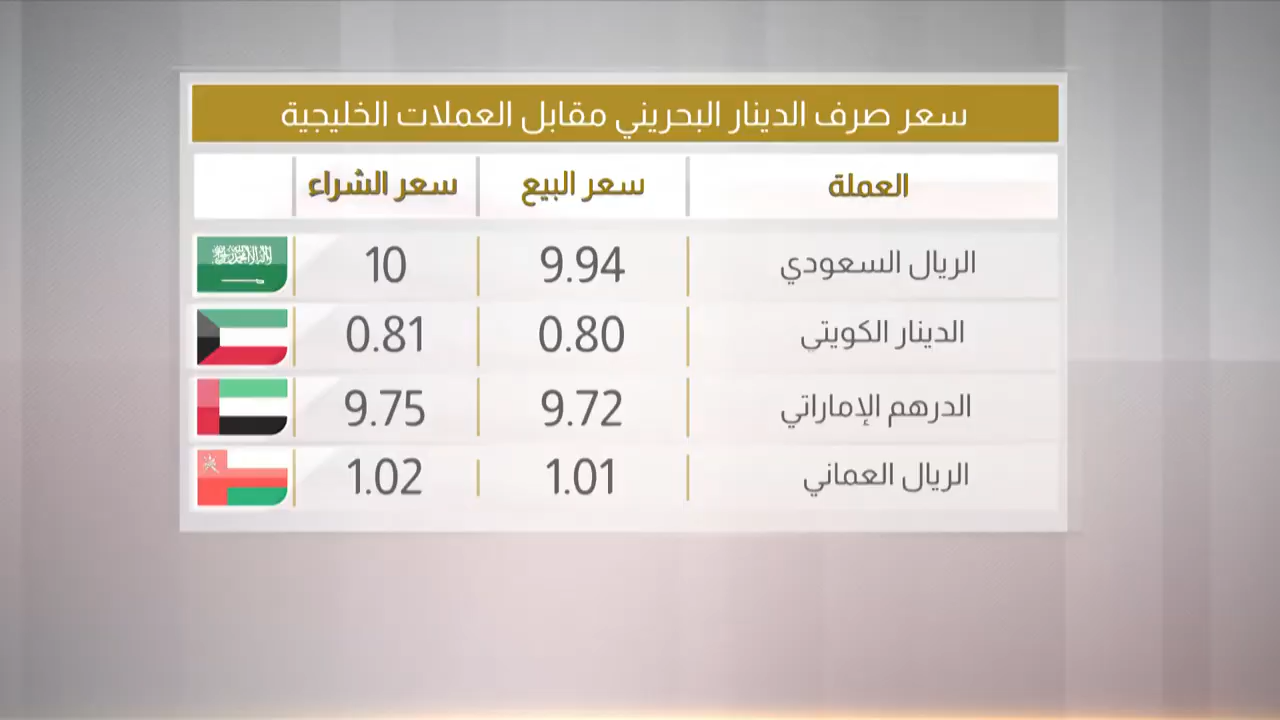 سعر صرف الدينار البحريني مقابل العملات الخليجية
العملة سعر البيع سعر الشراء
الريال السعودي 9.94 10
الدينار الكويتي 0.80 0.81
الدرهم الإماراتي 9.72 9.75
الريال العماني 1.01 1.02